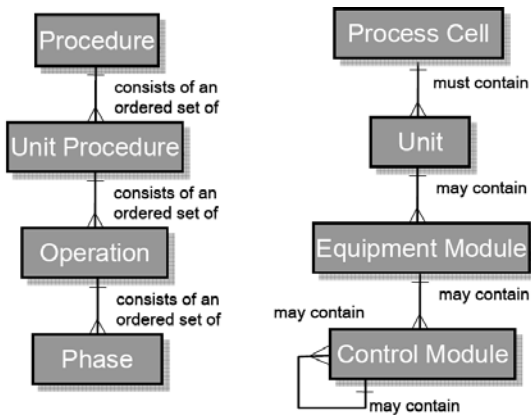 Procedure
consists of an
ordered set of
Unit Procedure
consists of an
ordered set of
Operation
consists of an
ordered set of
Phase
Process Cell
must contain
Unit
may contain
Equipment Module
may contain
may contain
Control Module
may contain